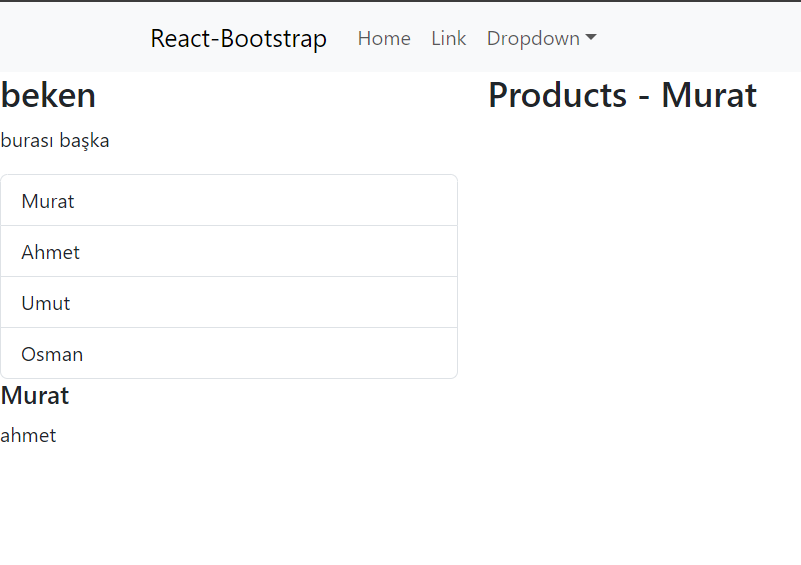 React-Bootstrap Home Link Dropdown
beken
burası başka
Murat
Ahmet
Umut
Osman
Murat
ahmet
Products - Murat